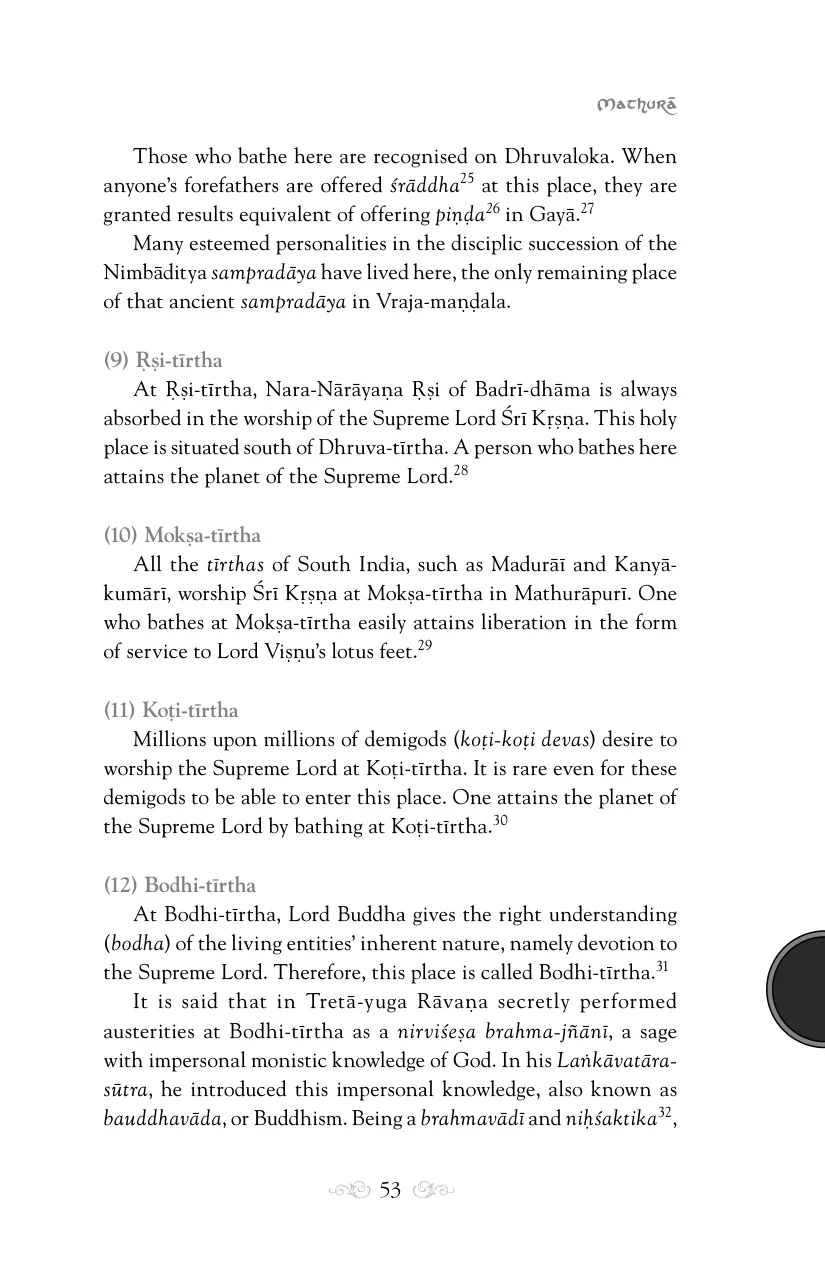 Mathurā
Those who bathe here are recognised on Dhruvaloka. When
anyone’s forefathers are offered śrāddha25 at this place, they are
granted results equivalent of offering piṇḍa26 in Gayā.27
Many esteemed personalities in the disciplic succession of the
Nimbāditya sampradāya have lived here, the only remaining place
of that ancient sampradāya in Vraja-maṇḍala.
(9) Ṛṣi-tīrtha
At Ṛṣi-tīrtha, Nara-Nārāyaṇa Ṛṣi of Badrī-dhāma is always
absorbed in the worship of the Supreme Lord Śrī Kṛṣṇa. This holy
place is situated south of Dhruva-tīrtha. A person who bathes here
attains the planet of the Supreme Lord.28
(10) Mokṣa-tīrtha
All the tīrthas of South India, such as Madurāī and Kanyā-
kumārī, worship Śrī Kṛṣṇa at Mokṣa-tīrtha in Mathurāpurī. One
who bathes at Mokṣa-tīrtha easily attains liberation in the form
of service to Lord Viṣṇu’s lotus feet.29
(11) Koṭi-tīrtha
Millions upon millions of demigods (koṭi-koṭi devas) desire to
worship the Supreme Lord at Koṭi-tīrtha. It is rare even for these
demigods to be able to enter this place. One attains the planet of
the Supreme Lord by bathing at Koṭi-tīrtha.30
(12) Bodhi-tīrtha
At Bodhi-tīrtha, Lord Buddha gives the right understanding
(bodha) of the living entities’ inherent nature, namely devotion to
the Supreme Lord. Therefore, this place is called Bodhi-tīrtha.31
It is said that in Tretā-yuga Rāvaṇa secretly performed
austerities at Bodhi-tīrtha as a nirviśeṣa brahma-jñānī, a sage
with impersonal monistic knowledge of God. In his Laṅkāvatāra-
sūtra, he introduced this impersonal knowledge, also known as
bauddhavāda, or Buddhism. Being a brahmavādī and niḥśaktika32,
53